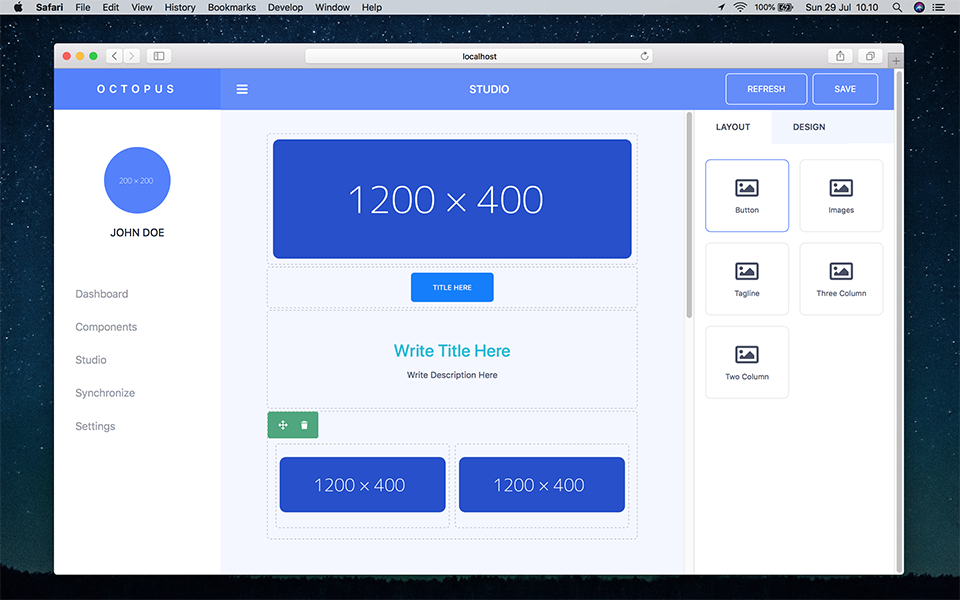 Safari File Edit View History Bookmarks Develop Window Help 100% Sun 29 Jul 10.10
localhost
OCTOPUS STUDIO REFRESH SAVE
LAYOUT DESIGN
200 × 200
JOHN DOE
Dashboard
Components
Studio
Synchronize
Settings
1200 × 400
TITLE HERE
Write Title Here
Write Description Here
1200 × 400 1200 × 400
Button Images
Tagline Three Column
Two Column